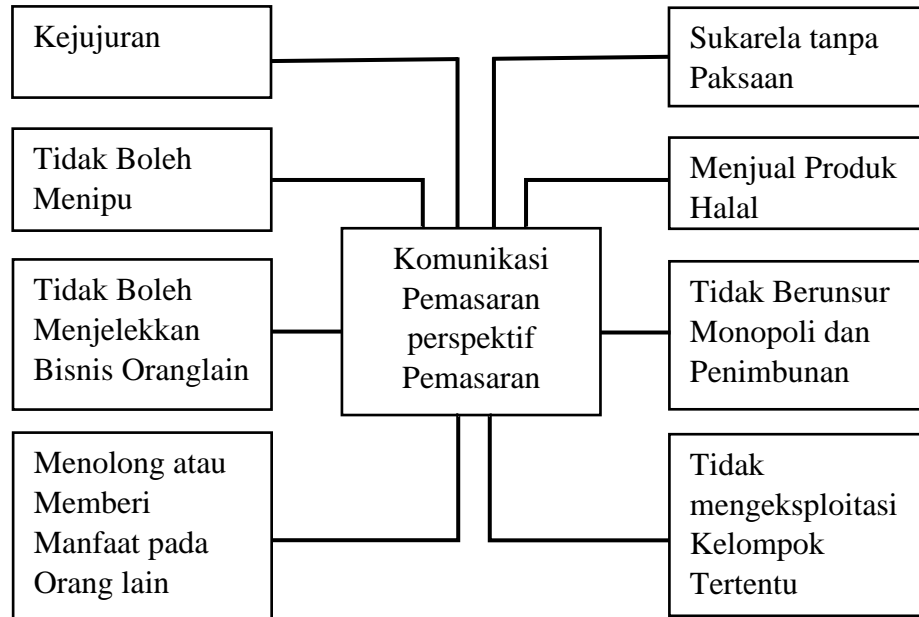 Kejujuran
Tidak Boleh
Menipu
Tidak Boleh
Menjelekkan
Bisnis Oranglain
Menolong atau
Memberi
Manfaat pada
Orang lain
Komunikasi
Pemasaran
perspektif
Pemasaran
Sukarela tanpa
Paksaan
Menjual Produk
Halal
Tidak Berunsur
Monopoli dan
Penimbunan
Tidak
mengeksploitasi
Kelompok
Tertentu